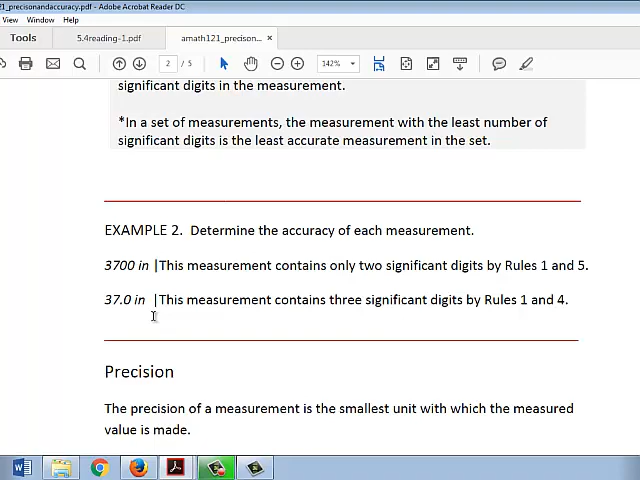 21_precisonandaccuracy.pdf - Adobe Acrobat Reader DC
View Window Help
Tools 5.4reading-1.pdf amath121_precison... ×
2 / 5 142%
significant digits in the measurement.
*In a set of measurements, the measurement with the least number of
significant digits is the least accurate measurement in the set.
EXAMPLE 2. Determine the accuracy of each measurement.
3700 in |This measurement contains only two significant digits by Rules 1 and 5.
37.0 in |This measurement contains three significant digits by Rules 1 and 4.
Precision
The precision of a measurement is the smallest unit with which the measured
value is made.